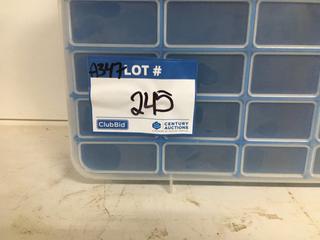 A347 LOT #
245
ClubBid
CENTURY
AUCTIONS